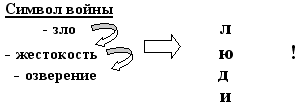 Символ войны
- зло
- жестокость
- озверение
л
ю
д
и
!